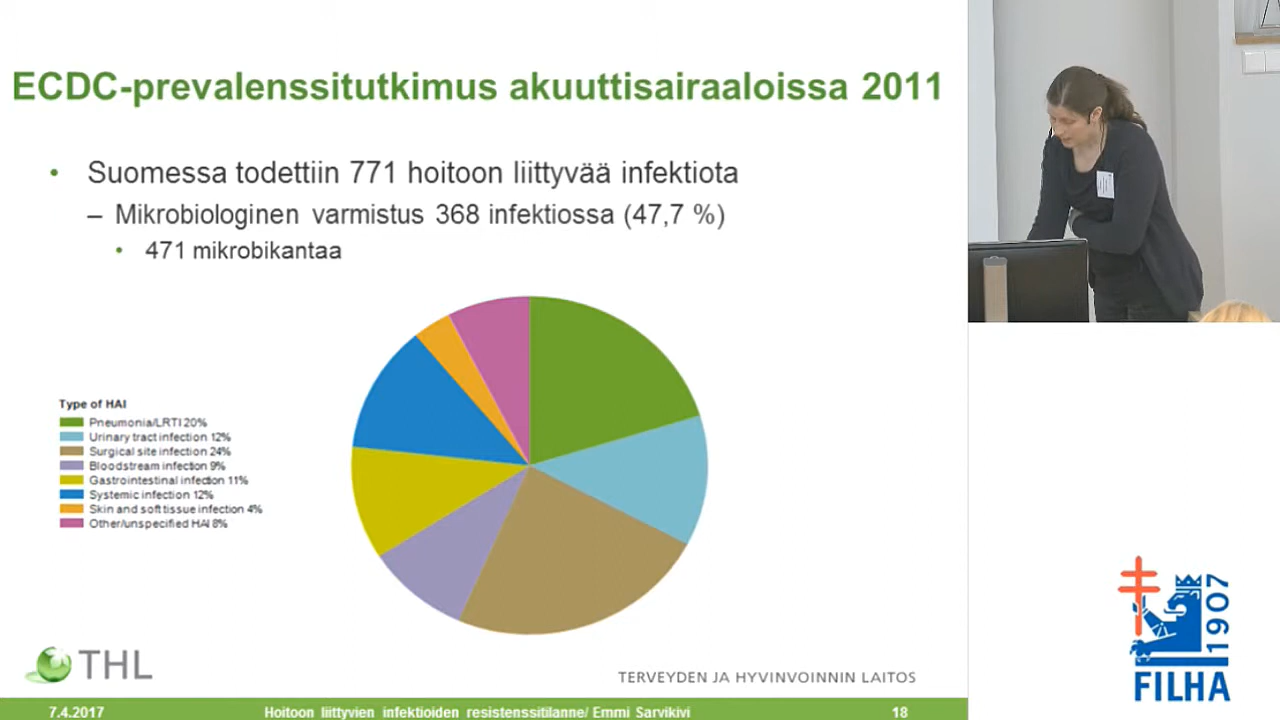 ECDC-prevalenssitutkimus akuuttisairaaloissa 2011
• Suomessa todettiin 771 hoitoon liittyvää infektiota
– Mikrobiologinen varmistus 368 infektiossa (47,7 %)
• 471 mikrobikantaa
Type of HAI
Pneumonia/LRTI 20%
Urinary tract infection 12%
Surgical site infection 24%
Bloodstream infection 9%
Gastrointestinal infection 11%
Systemic infection 12%
Skin and soft tissue infection 4%
Other/unspecified HAI 8%
THL
TERVEYDEN JA HYVINVOINNIN LAITOS
7.4.2017 Hoitoon liittyvien infektioiden resistenssitilanne/ Emmi Sarvikivi 18
1907
FILHA